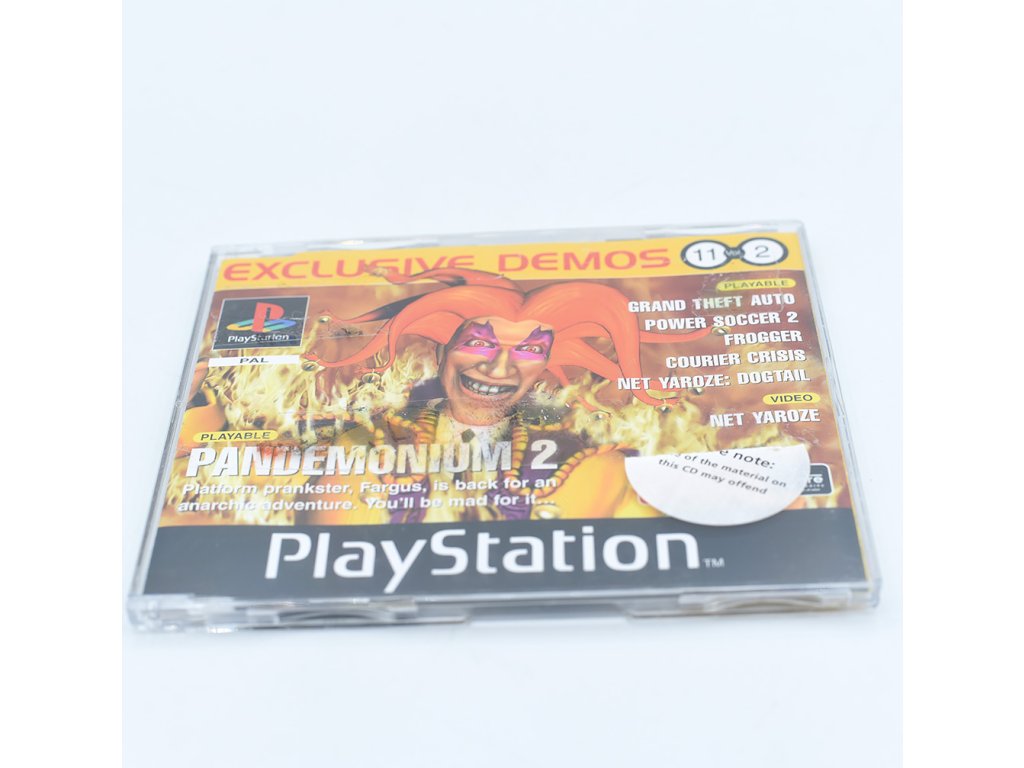 EXCLUSIVE DEMOS 11 Vol 2
PlayStation
PAL
PLAYABLE
GRAND THEFT AUTO
POWER SOCCER 2
FROGGER
COURIER CRISIS
NET YAROZE: DOGTAIL
VIDEO
NET YAROZE
PLAYABLE
PANDEMONIUM 2
Platform prankster, Fargus, is back for an
anarchic adventure. You'll be mad for it...
note:
of the material on
this CD may offend
PlayStation™